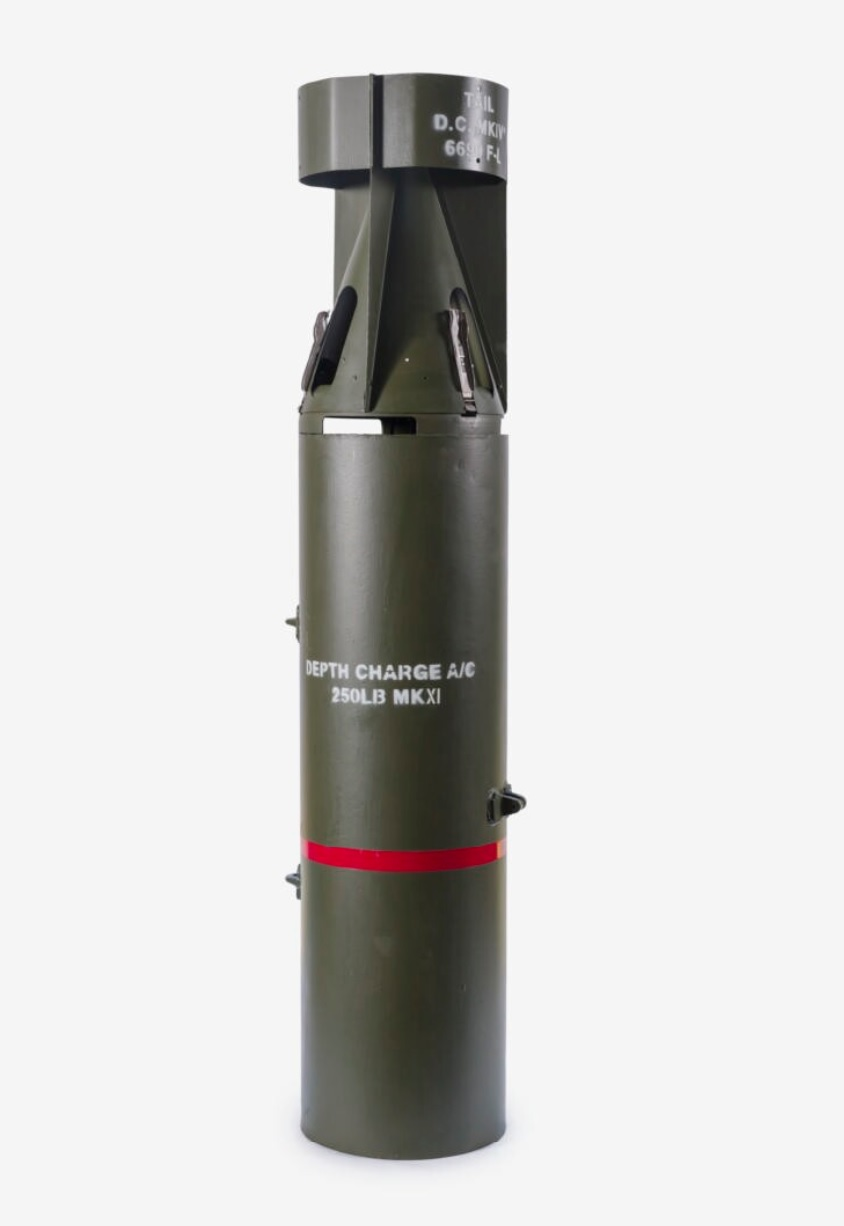 TAIL
D.C. MKIV*
F-L
DEPTH CHARGE A/C
250LB MKXI